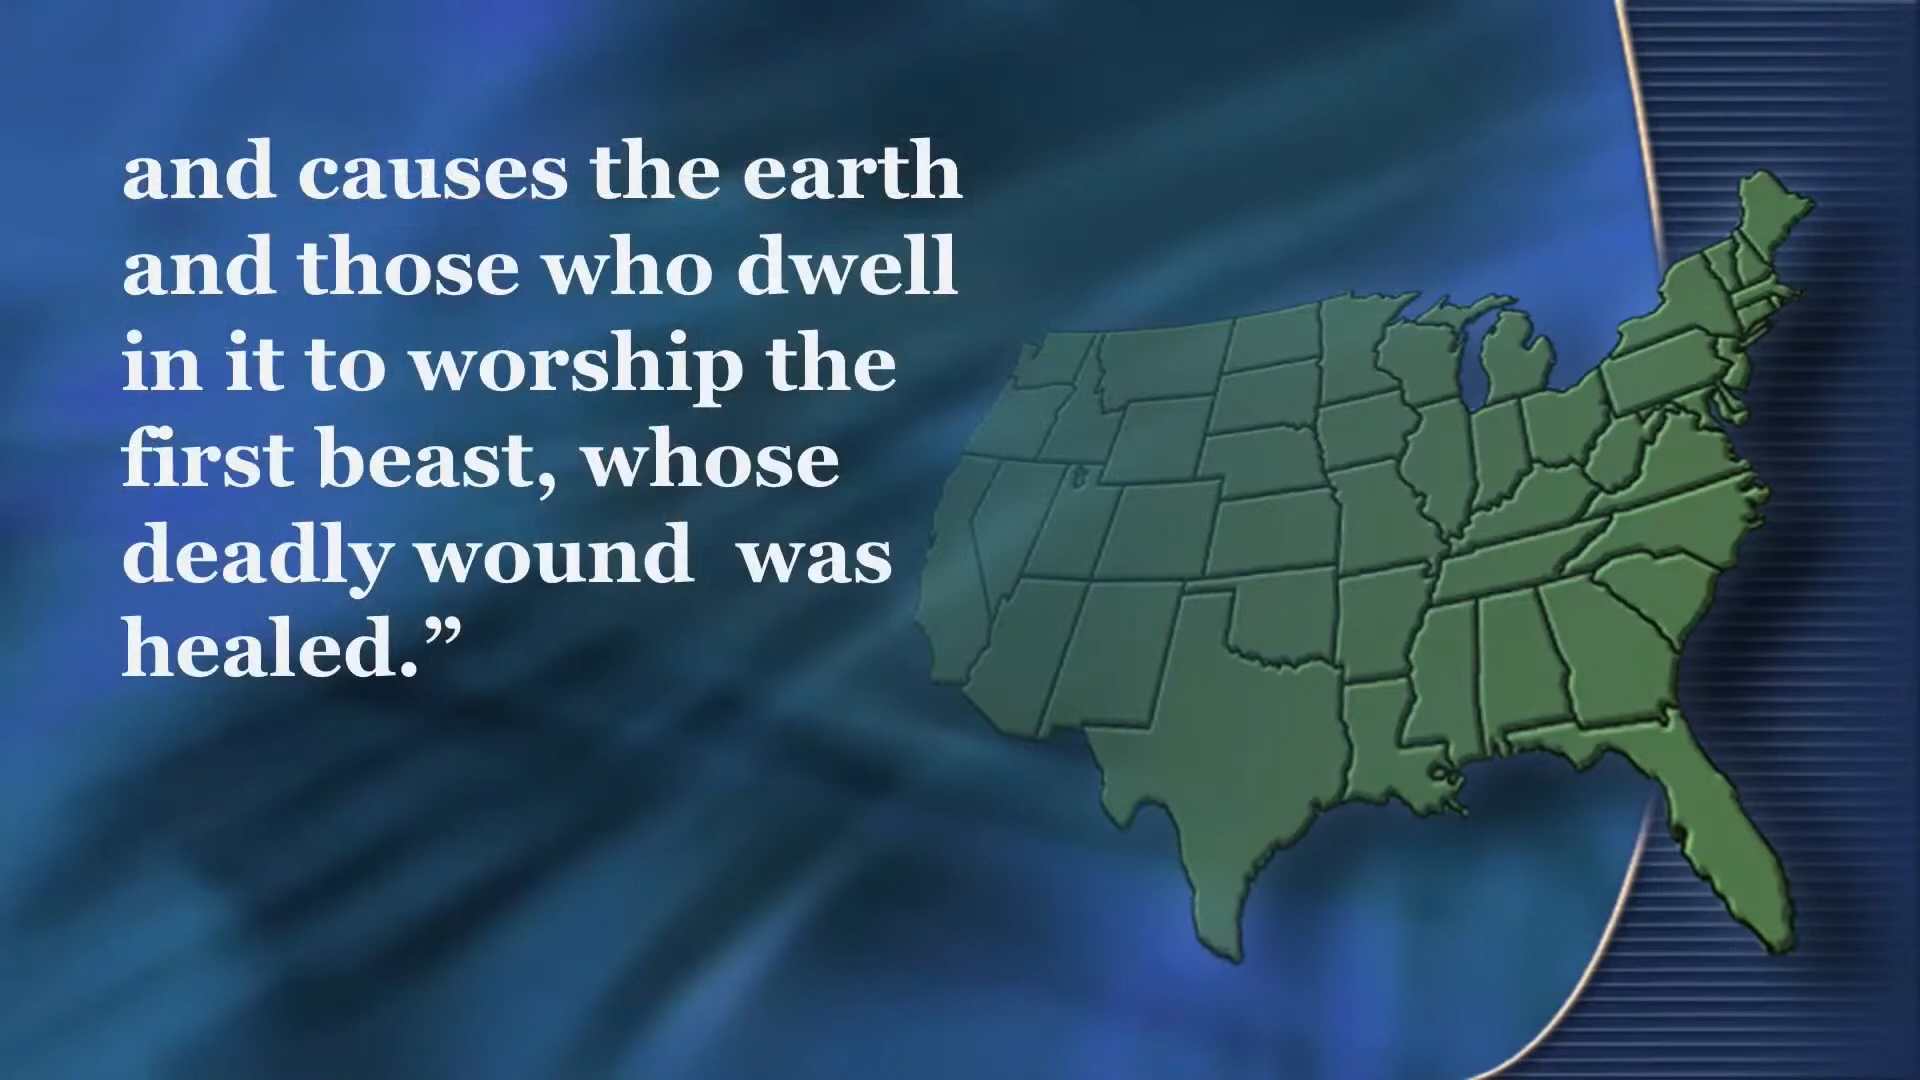 and causes the earth
and those who dwell
in it to worship the
first beast, whose
deadly wound  was
healed.”